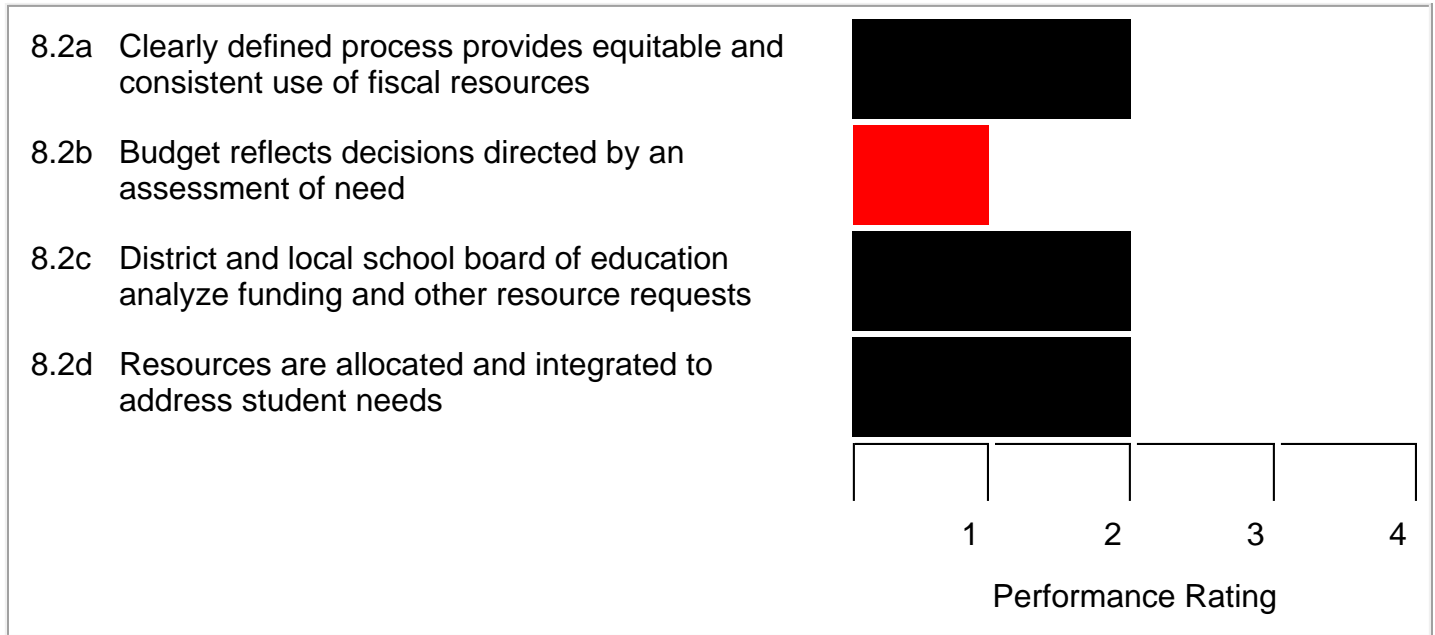 8.2a Clearly defined process provides equitable and
consistent use of fiscal resources
8.2b Budget reflects decisions directed by an
assessment of need
8.2c District and local school board of education
analyze funding and other resource requests
8.2d Resources are allocated and integrated to
address student needs
1 2 3 4
Performance Rating